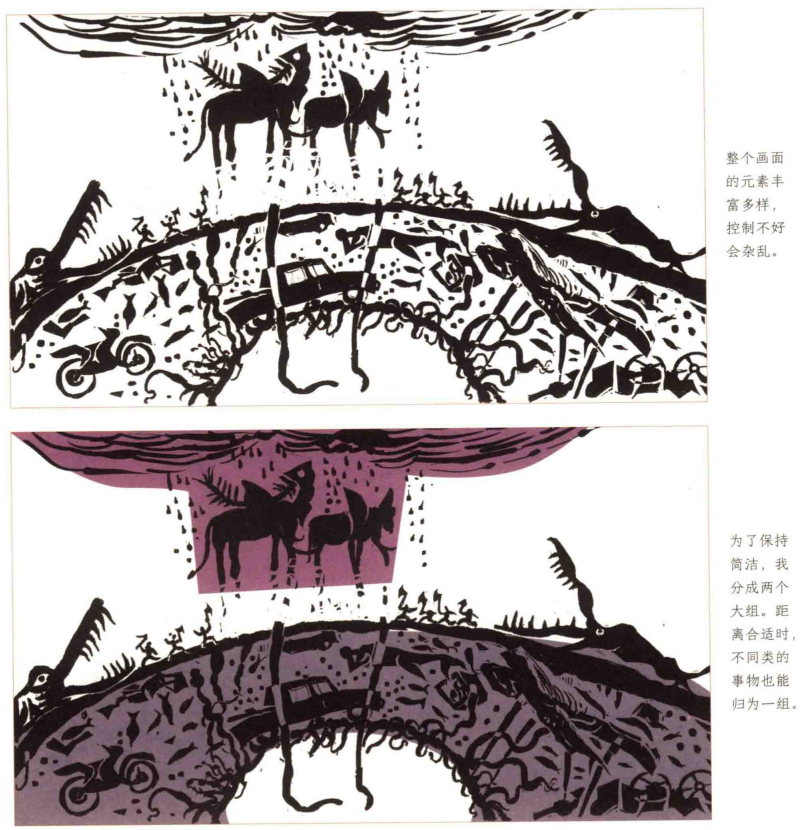 整个画面
的元素丰
富多样，
控制不好
会杂乱。
为了保持
简洁，我
分成两个
大组。距
离合适时，
不同类的
事物也能
归为一组。